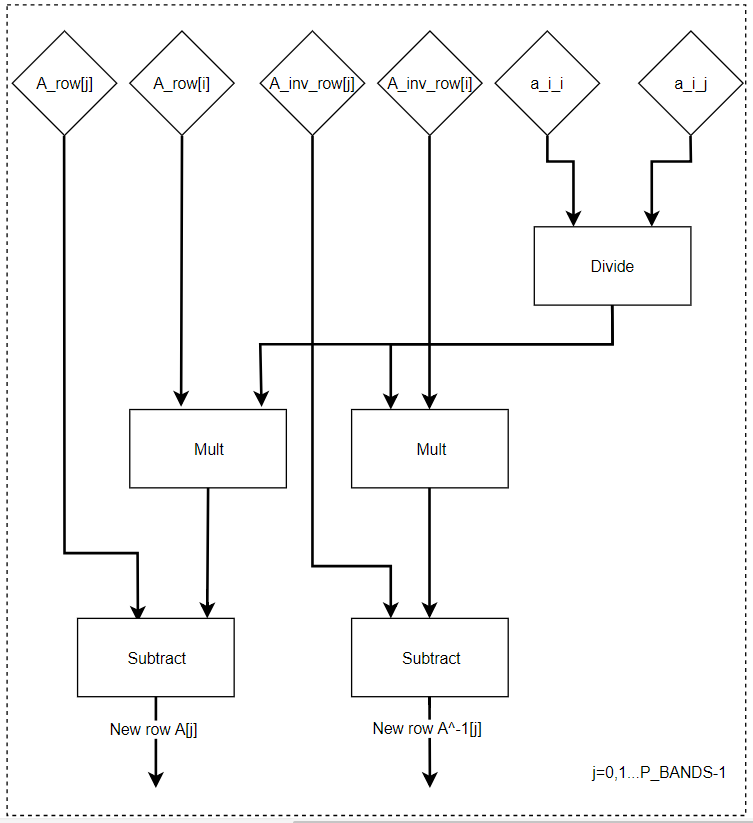 A_row[j]
A_row[i]
A_inv_row[j]
A_inv_row[i]
a_i_i
a_i_j
Divide
Mult
Mult
Subtract
Subtract
New row A[j]
New row A^-1[j]
j=0,1...P_BANDS-1